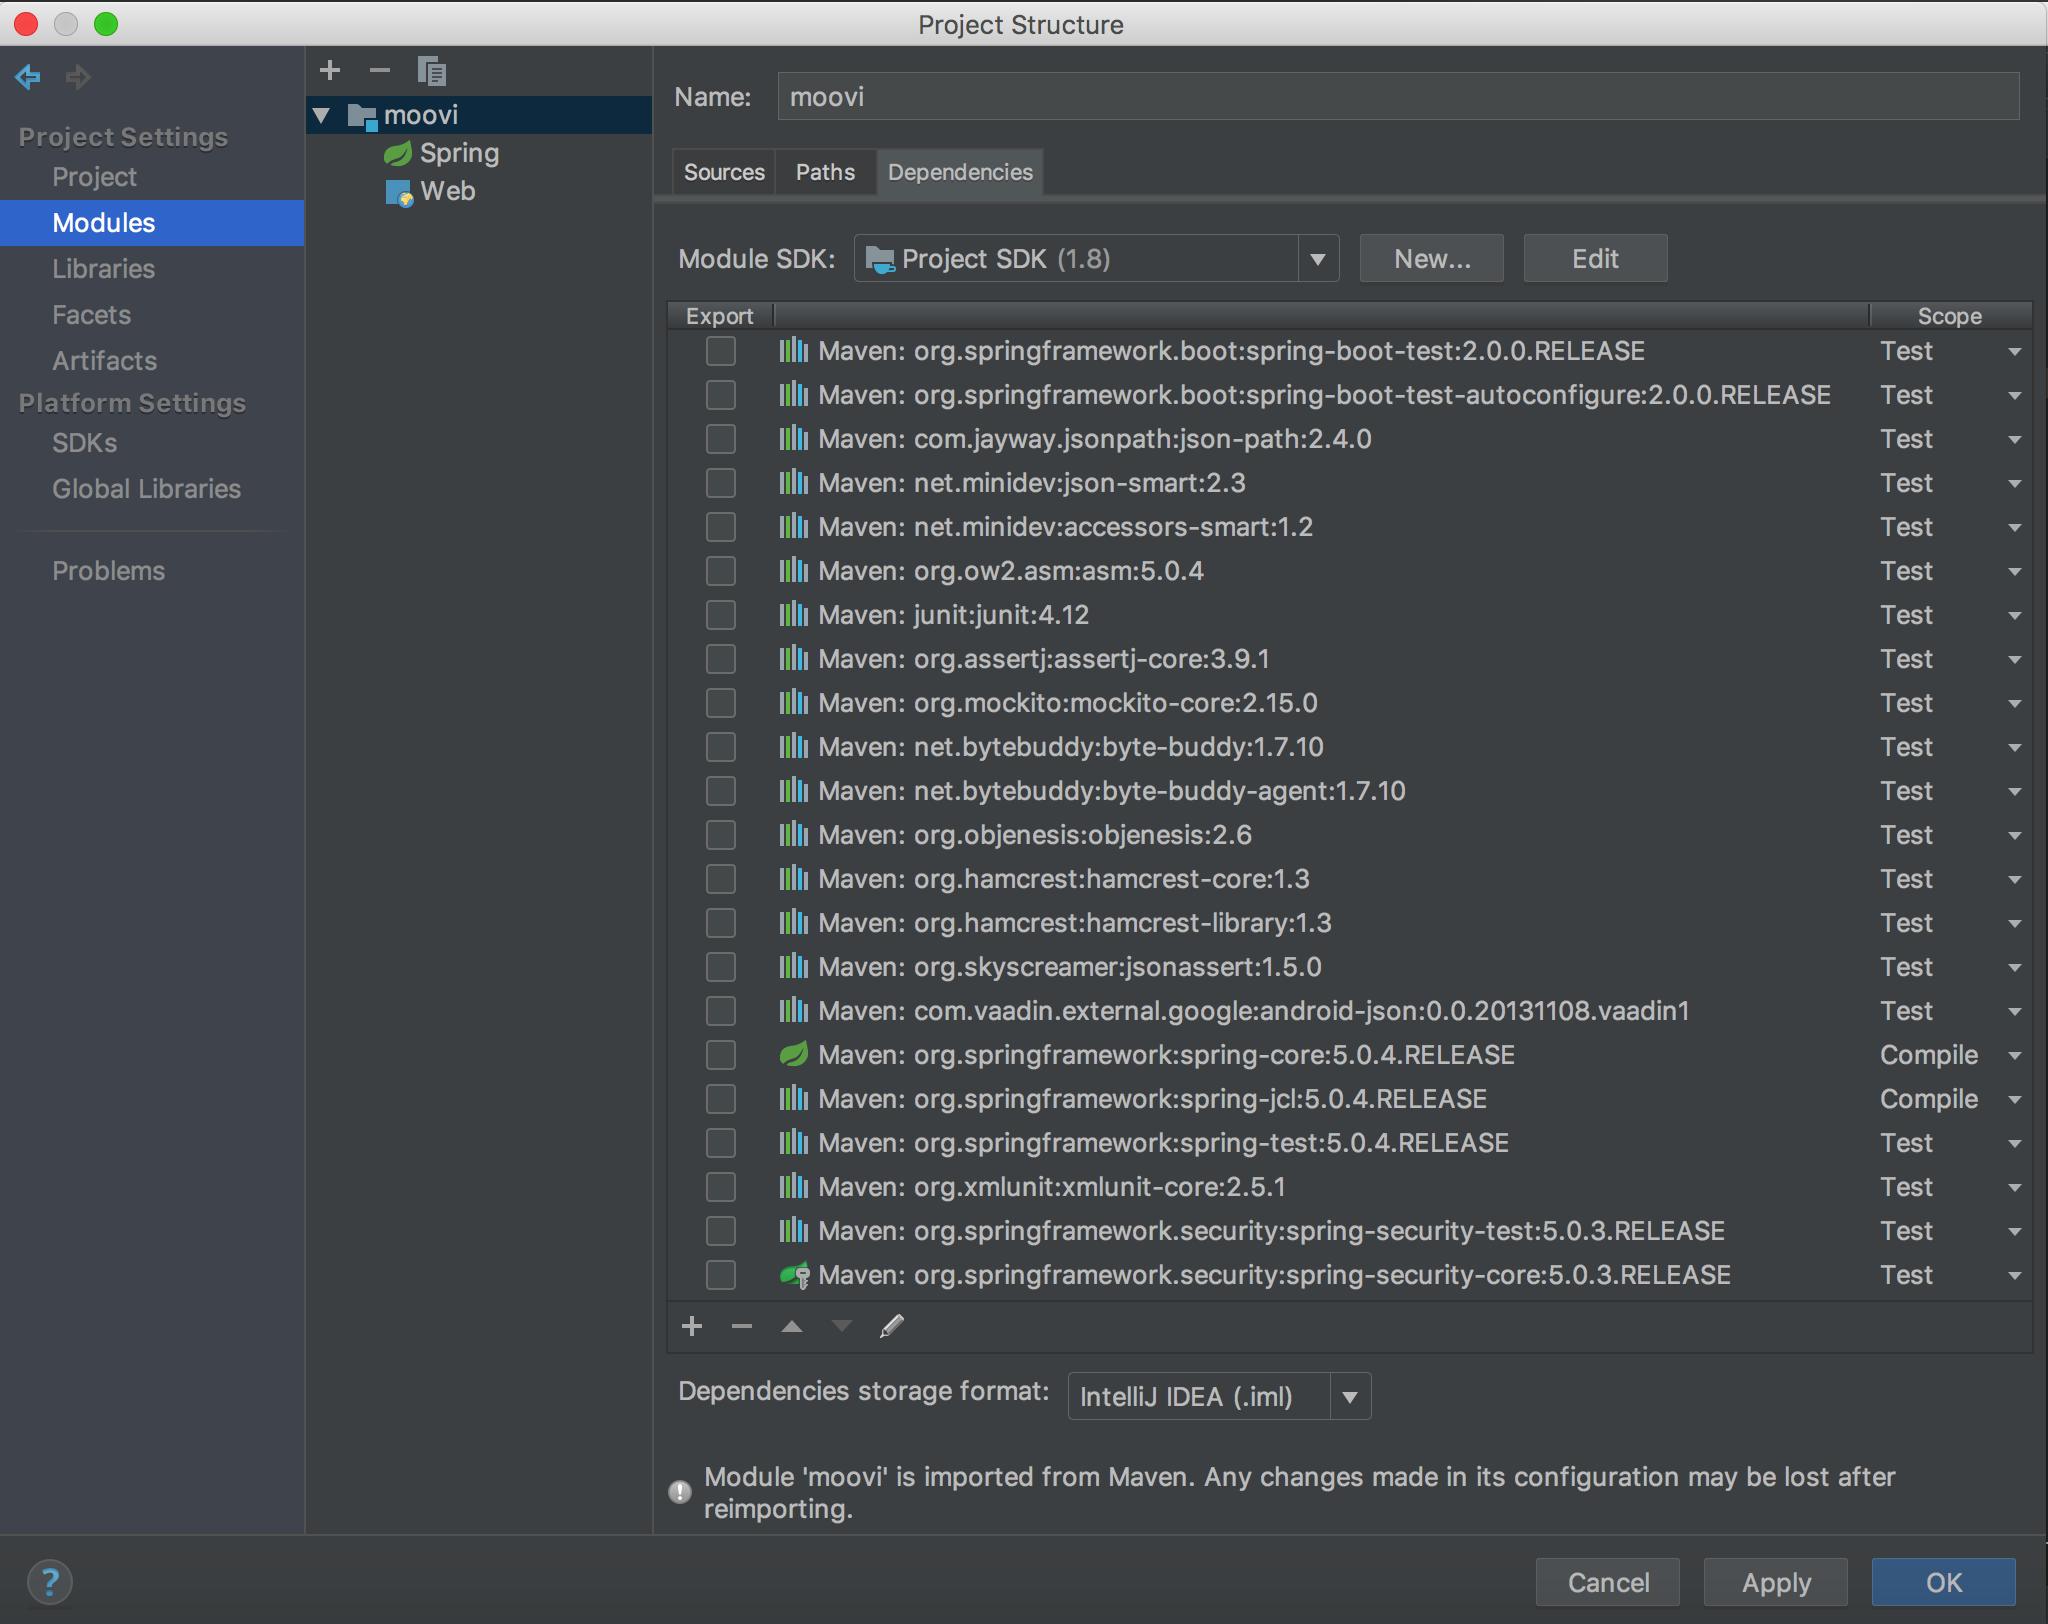 Project Structure
Project Settings
Project
Modules
Libraries
Facets
Artifacts
Platform Settings
SDKs
Global Libraries
Problems
moovi
Spring
Web
Name: moovi
Sources Paths Dependencies
Module SDK: Project SDK (1.8) New... Edit
Export Scope
Maven: org.springframework.boot:spring-boot-test:2.0.0.RELEASE Test
Maven: org.springframework.boot:spring-boot-test-autoconfigure:2.0.0.RELEASE Test
Maven: com.jayway.jsonpath:json-path:2.4.0 Test
Maven: net.minidev:json-smart:2.3 Test
Maven: net.minidev:accessors-smart:1.2 Test
Maven: org.ow2.asm:asm:5.0.4 Test
Maven: junit:junit:4.12 Test
Maven: org.assertj:assertj-core:3.9.1 Test
Maven: org.mockito:mockito-core:2.15.0 Test
Maven: net.bytebuddy:byte-buddy:1.7.10 Test
Maven: net.bytebuddy:byte-buddy-agent:1.7.10 Test
Maven: org.objenesis:objenesis:2.6 Test
Maven: org.hamcrest:hamcrest-core:1.3 Test
Maven: org.hamcrest:hamcrest-library:1.3 Test
Maven: org.skyscreamer:jsonassert:1.5.0 Test
Maven: com.vaadin.external.google:android-json:0.0.20131108.vaadin1 Test
Maven: org.springframework:spring-core:5.0.4.RELEASE Compile
Maven: org.springframework:spring-jcl:5.0.4.RELEASE Compile
Maven: org.springframework:spring-test:5.0.4.RELEASE Test
Maven: org.xmlunit:xmlunit-core:2.5.1 Test
Maven: org.springframework.security:spring-security-test:5.0.3.RELEASE Test
Maven: org.springframework.security:spring-security-core:5.0.3.RELEASE Test
Dependencies storage format: IntelliJ IDEA (.iml)
Module 'moovi' is imported from Maven. Any changes made in its configuration may be lost after
reimporting.
? Cancel Apply OK